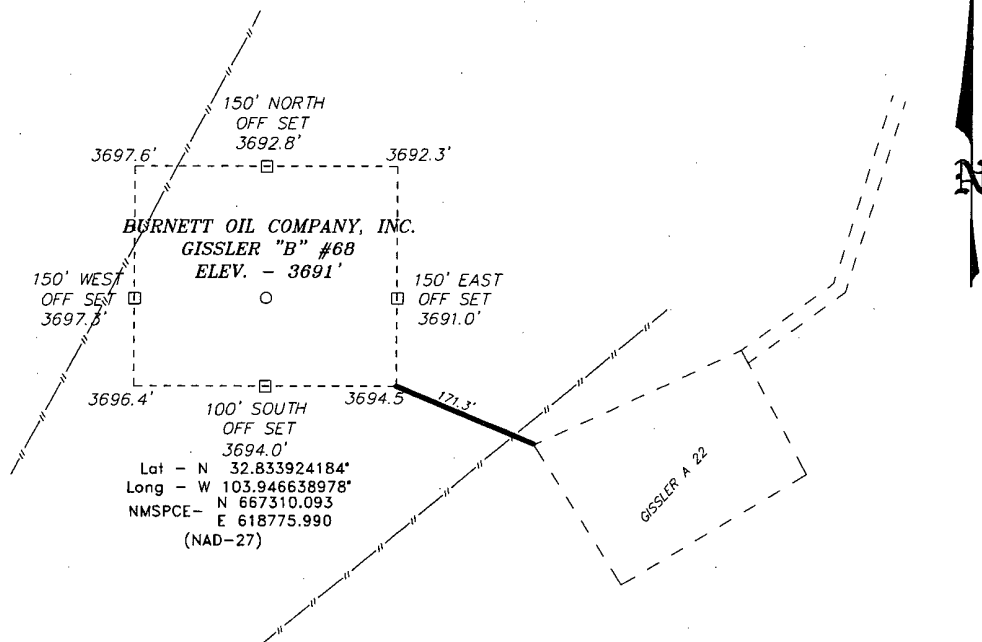 150' NORTH
OFF SET
3692.8'
3697.6'
3692.3'
BURNETT OIL COMPANY, INC.
GISSLER "B" #68
ELEV. - 3691'
150' WEST
OFF SET
3697.3'
150' EAST
OFF SET
3691.0'
3696.4'
3694.5
171.3'
100' SOUTH
OFF SET
3694.0'
Lat - N 32.833924184°
Long - W 103.946638978°
NMSPCE- N 667310.093
E 618775.990
(NAD-27)
GISSLER A 22
N